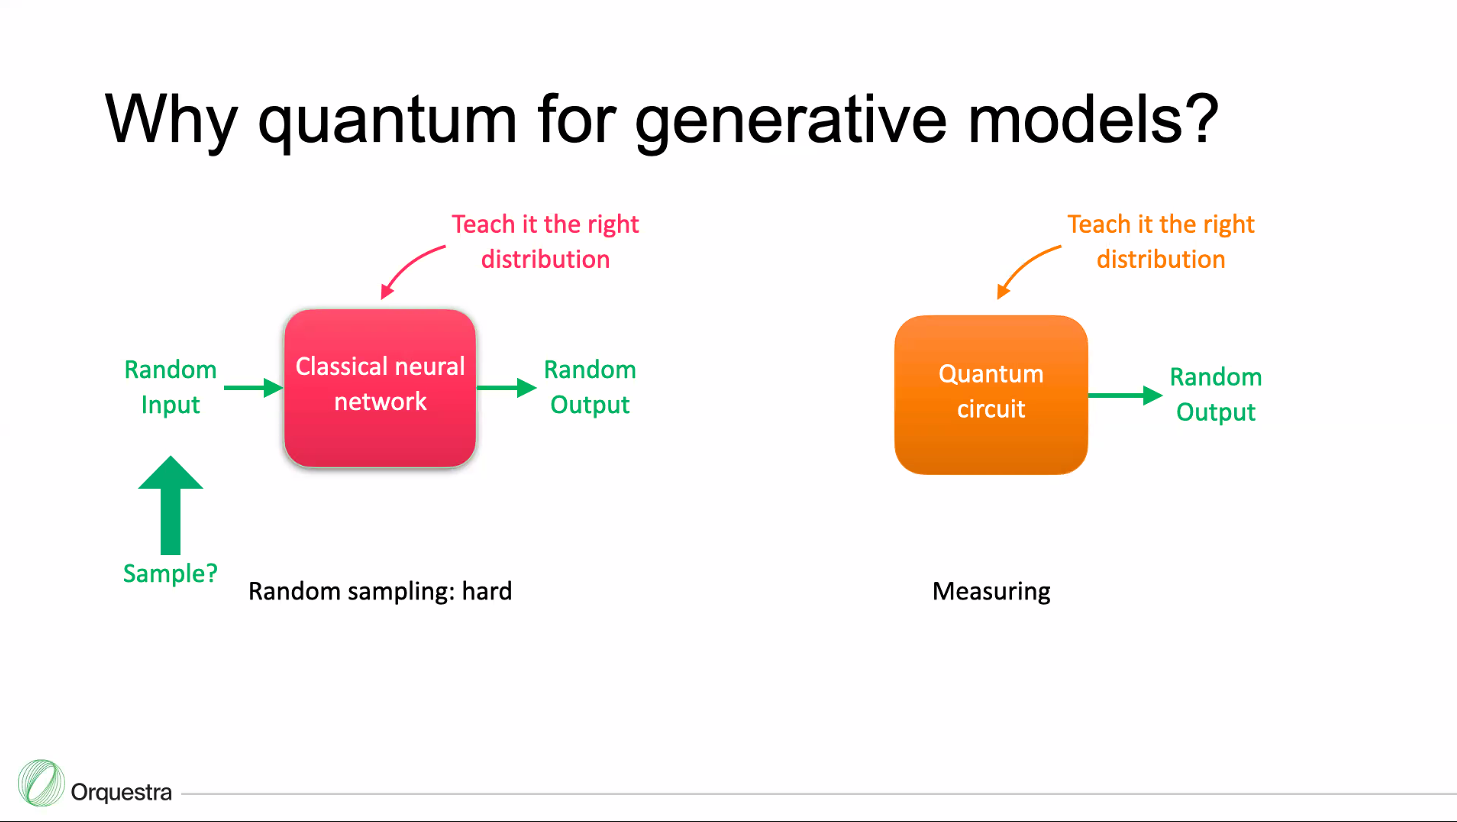 Why quantum for generative models?
Teach it the right
distribution
Random
Input
Classical neural
network
Random
Output
Sample?
Random sampling: hard
Teach it the right
distribution
Quantum
circuit
Random
Output
Measuring
Orquestra